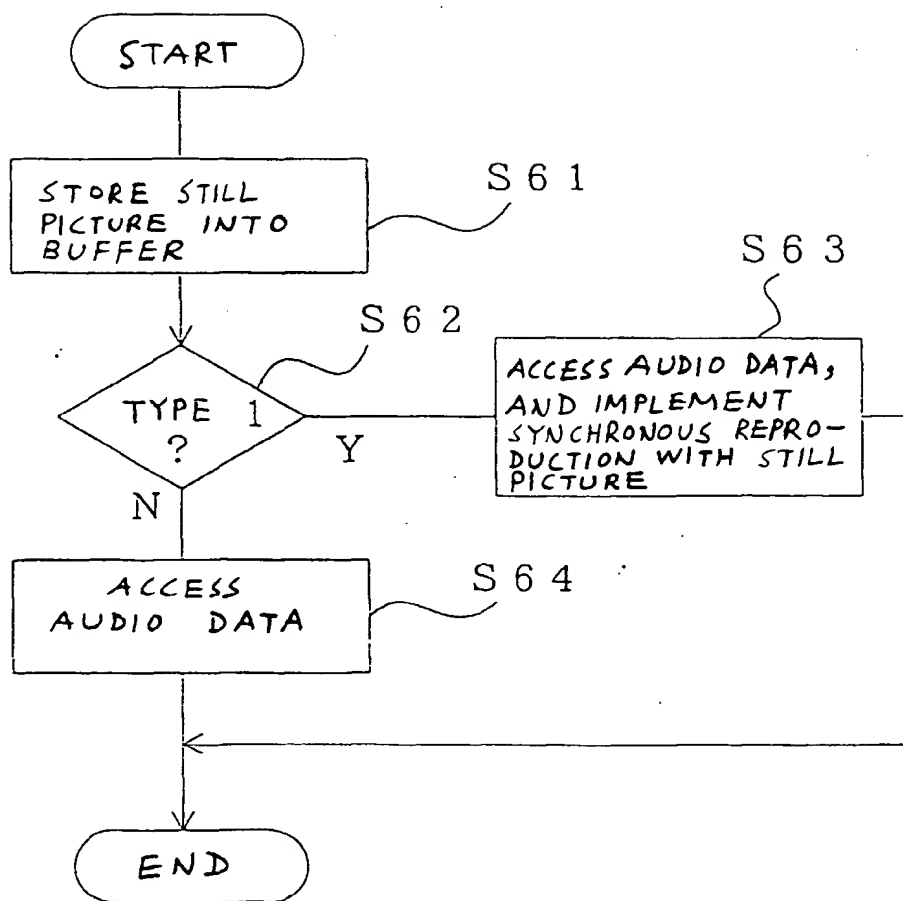 START
STORE STILL
PICTURE INTO
BUFFER
S61
S62
TYPE 1
?
Y
N
S63
ACCESS AUDIO DATA,
AND IMPLEMENT
SYNCHRONOUS REPRO-
DUCTION WITH STILL
PICTURE
ACCESS
AUDIO DATA
S64
END